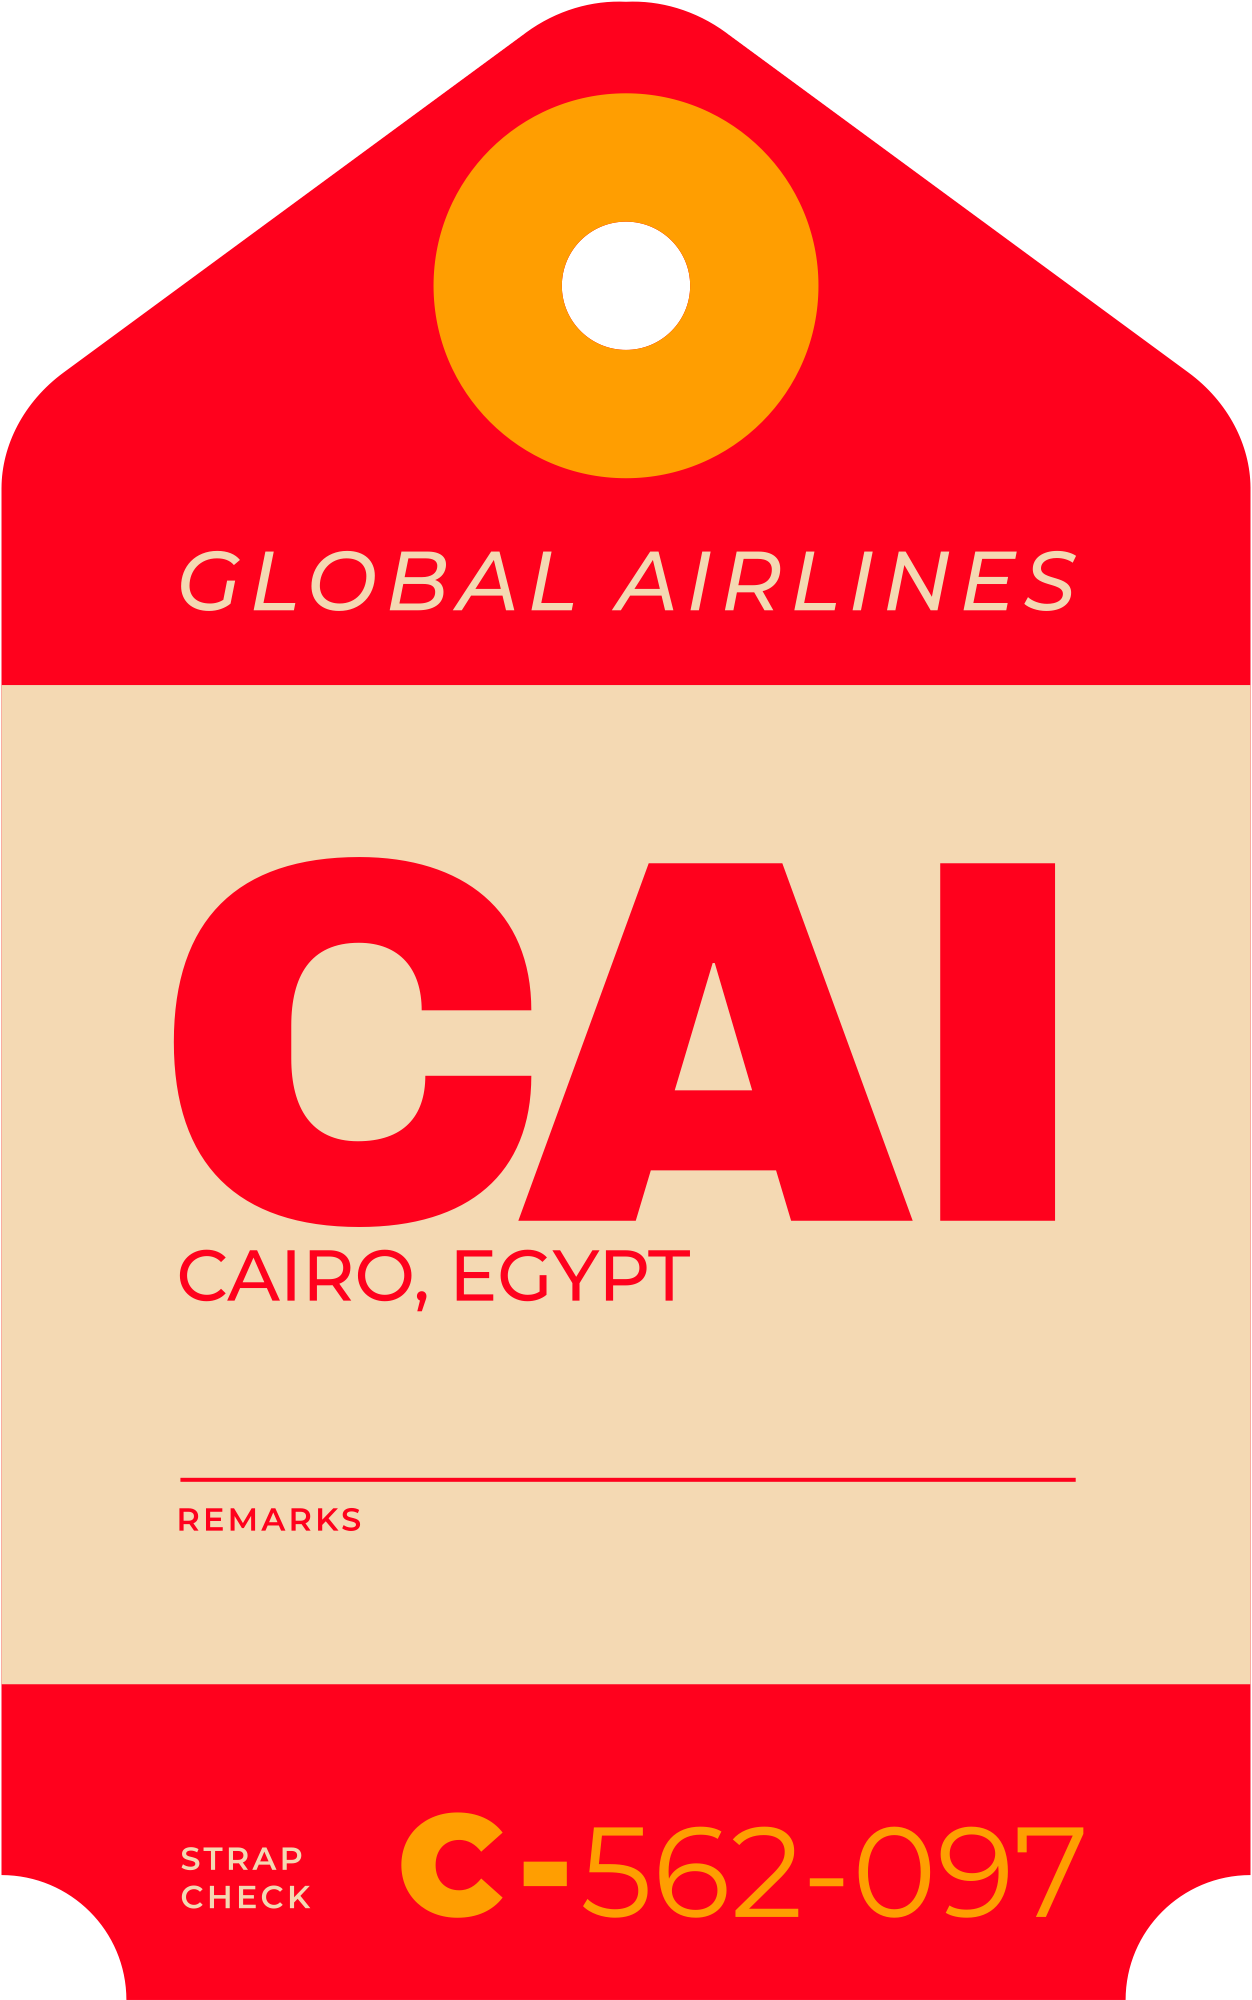 GLOBAL AIRLINES
CAI
CAIRO, EGYPT
REMARKS
STRAP
CHECK
C-562-097